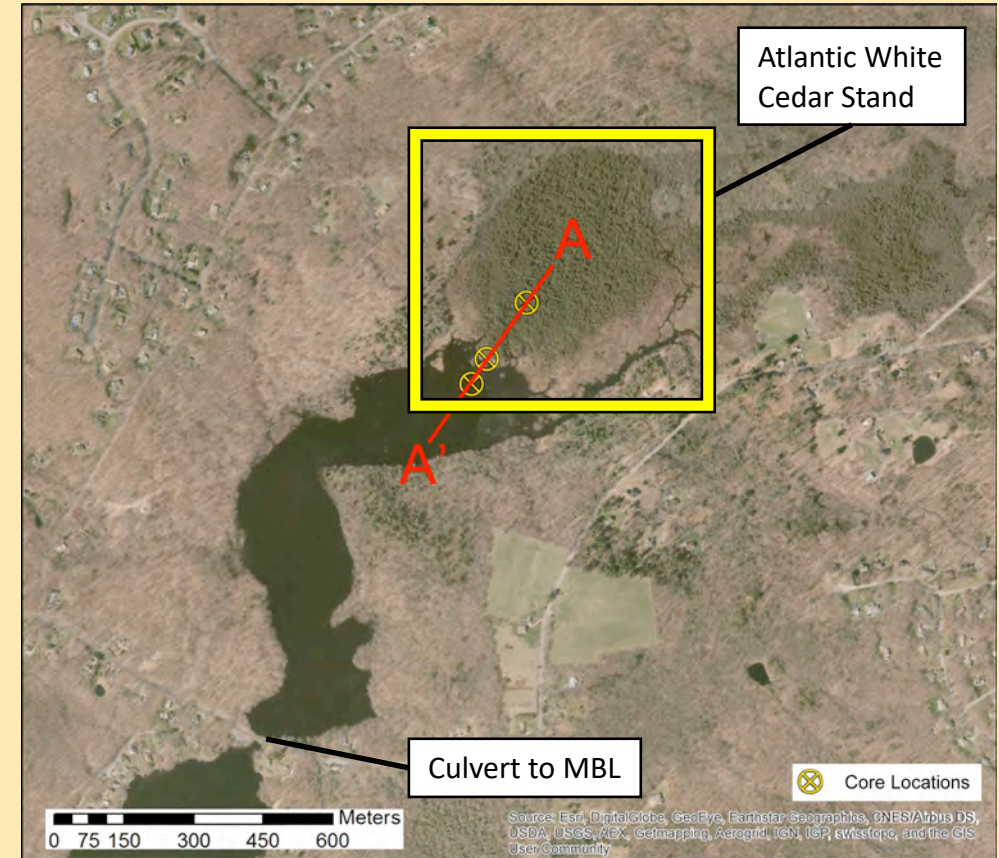 Atlantic White
Cedar Stand
A
A'
Culvert to MBL
Core Locations
Meters
0 75 150 300 450 600
Source: Esri, DigitalGlobe, GeoEye, Earthstar Geographics, CNES/Airbus DS,
USDA, USGS, AEX, Getmapping, Aerogrid, IGN, IGP, swisstopo, and the GIS
User Community